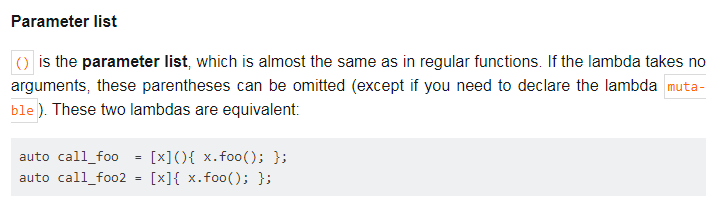 Parameter list
() is the parameter list, which is almost the same as in regular functions. If the lambda takes no
arguments, these parentheses can be omitted (except if you need to declare the lambda muta-
ble). These two lambdas are equivalent:
auto call_foo  = [x](){ x.foo(); };
auto call_foo2 = [x]{ x.foo(); };